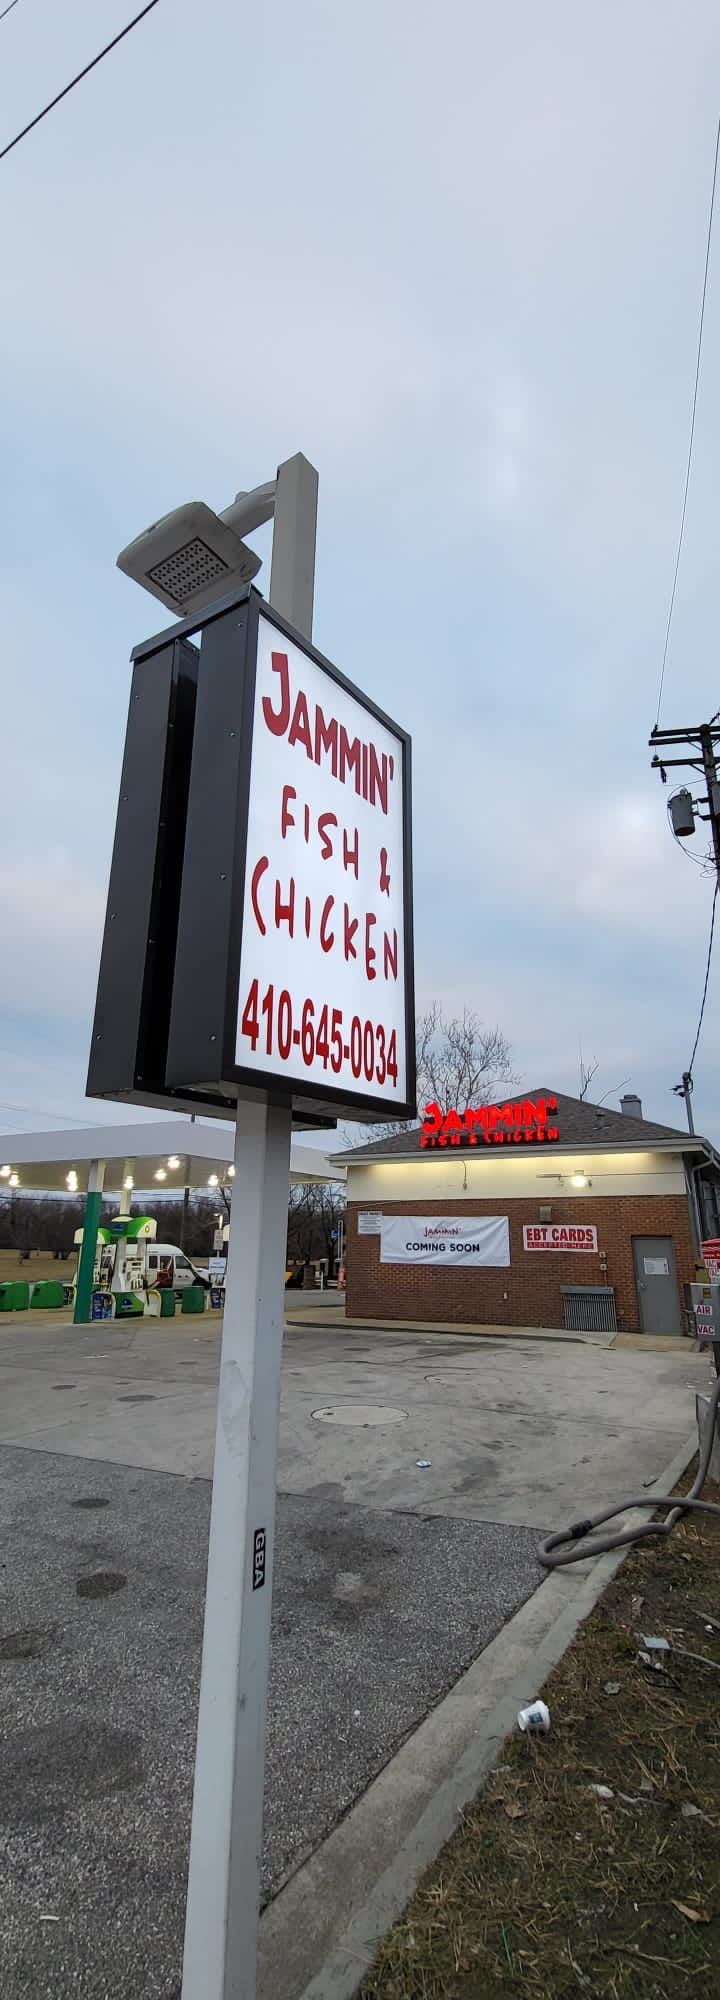 JAMMIN'
FISH &
CHICKEN
410-645-0034
JAMMIN'
FISH & CHICKEN
JAMMIN'
COMING SOON
EBT CARDS
ACCEPTED HERE
AIR
VAC
GBA
bp